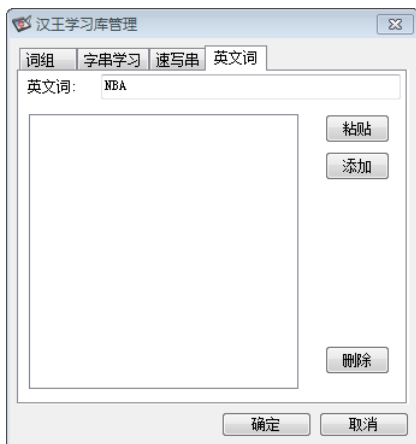 汉王学习库管理
词组 字串学习 速写串 英文词
英文词: NBA
粘贴
添加
删除
确定 取消